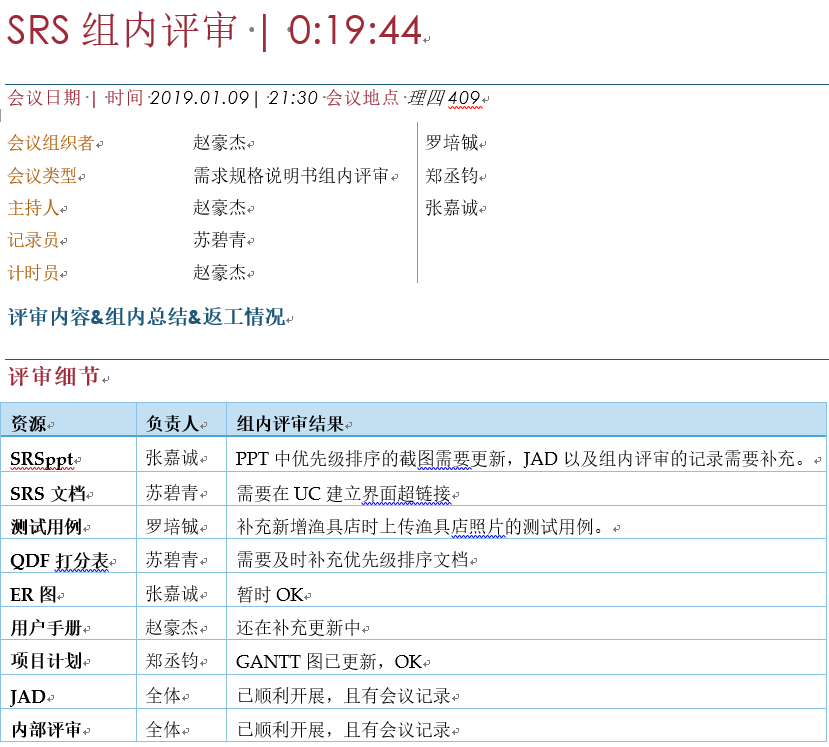 SRS 组内评审 | 0:19:44
会议日期 | 时间 2019.01.09| 21:30 会议地点 理四 409
会议组织者 赵豪杰 罗培铖
会议类型 需求规格说明书组内评审 郑丞钧
主持人 赵豪杰 张嘉诚
记录员 苏碧青
计时员 赵豪杰
评审内容&组内总结&返工情况
评审细节
资源 负责人 组内评审结果
SRSppt 张嘉诚 PPT 中优先级排序的截图需要更新，JAD 以及组内评审的记录需要补充。
SRS 文档 苏碧青 需要在 UC 建立界面超链接
测试用例 罗培铖 补充新增渔具店时上传渔具店照片的测试用例。
QDF 打分表 苏碧青 需要及时补充优先级排序文档
ER 图 张嘉诚 暂时 OK
用户手册 赵豪杰 还在补充更新中
项目计划 郑丞钧 GANTT 图已更新，OK
JAD 全体 已顺利开展，且有会议记录
内部评审 全体 已顺利开展，且有会议记录